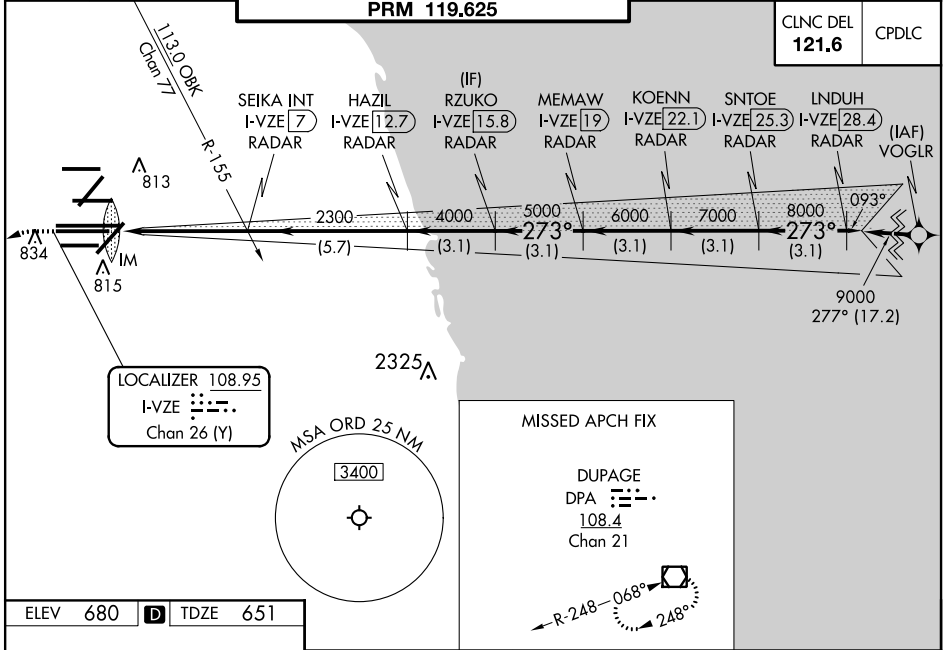 PRM 119.625
CLNC DEL
121.6
CPDLC
113.0 OBK
Chan 77
R-155
SEIKA INT
I-VZE 7
RADAR
HAZIL
I-VZE 12.7
RADAR
(IF)
RZUKO
I-VZE 15.8
RADAR
MEMAW
I-VZE 19
RADAR
KOENN
I-VZE 22.1
RADAR
SNTOE
I-VZE 25.3
RADAR
LNDUH
I-VZE 28.4
RADAR
(IAF)
VOGLR
813
093°
2300
4000
5000
6000
7000
8000
273°
273°
(5.7)
(3.1)
(3.1)
(3.1)
(3.1)
(3.1)
834
IM
815
9000
277° (17.2)
2325
LOCALIZER 108.95
I-VZE
Chan 26 (Y)
MSA ORD 25 NM
3400
MISSED APCH FIX
DUPAGE
DPA
108.4
Chan 21
R-248
068°
248°
ELEV 680 D TDZE 651